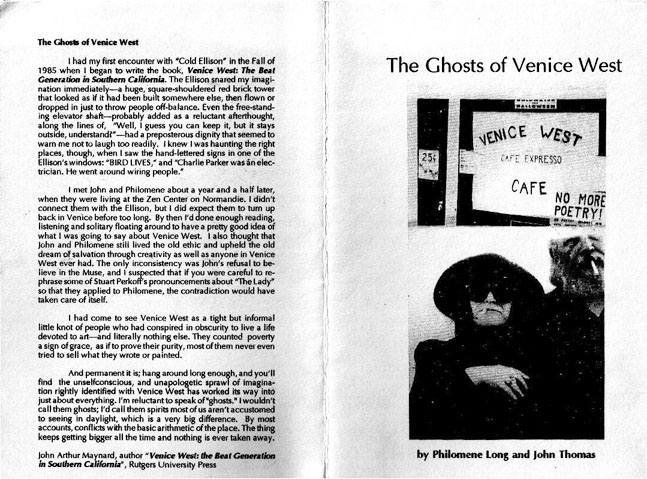 The Ghosts of Venice West
I had my first encounter with "Cold Ellison" in the Fall of
1985 when I began to write the book, Venice West: The Beat
Generation in Southern California. The Ellison snared my imagi-
nation immediately—a huge, square-shouldered red brick tower
that looked as if it had been built somewhere else, then flown or
dropped in just to throw people off-balance. Even the free-stand-
ing elevator shaft—probably added as a reluctant afterthought,
along the lines of, "Well, I guess you can keep it, but it stays
outside, understand?"—had a preposterous dignity that seemed to
warn me not to laugh too readily. I knew I was haunting the right
places, though, when I saw the hand-lettered signs in one of the
Ellison's windows: "BIRD LIVES," and "Charlie Parker was an elec-
trician. He went around wiring people."
I met John and Philomene about a year and a half later,
when they were living at the Zen Center on Normandie. I didn't
connect them with the Ellison, but I did expect them to turn up
back in Venice before too long. By then I'd done enough reading,
listening and solitary floating around to have a pretty good idea of
what I was going to say about Venice West. I also thought that
John and Philomene still lived the old ethic and upheld the old
dream of salvation through creativity as well as anyone in Venice
West ever had. The only inconsistency was John's refusal to be-
lieve in the Muse, and I suspected that if you were careful to re-
phrase some of Stuart Perkoff's pronouncements about "The Lady"
so that they applied to Philomene, the contradiction would have
taken care of itself.
I had come to see Venice West as a tight but informal
little knot of people who had conspired in obscurity to live a life
devoted to art—and literally nothing else. They counted poverty
a sign of grace, as if to prove their purity, most of them never even
tried to sell what they wrote or painted.
And permanent it is; hang around long enough, and you'll
find the unselfconscious, and unapologetic sprawl of imagina-
tion rightly identified with Venice West has worked its way into
just about everything. I'm reluctant to speak of "ghosts." I wouldn't
call them ghosts; I'd call them spirits most of us aren't accustomed
to seeing in daylight, which is a very big difference. By most
accounts, conflicts with the basic arithmetic of the place. The thing
keeps getting bigger all the time and nothing is ever taken away.
John Arthur Maynard, author "Venice West: the Beat Generation
in Southern California", Rutgers University Press
The Ghosts of Venice West
25¢
VENICE WEST
CAFE EXPRESSO
CAFE
NO MORE
POETRY!
by Philomene Long and John Thomas